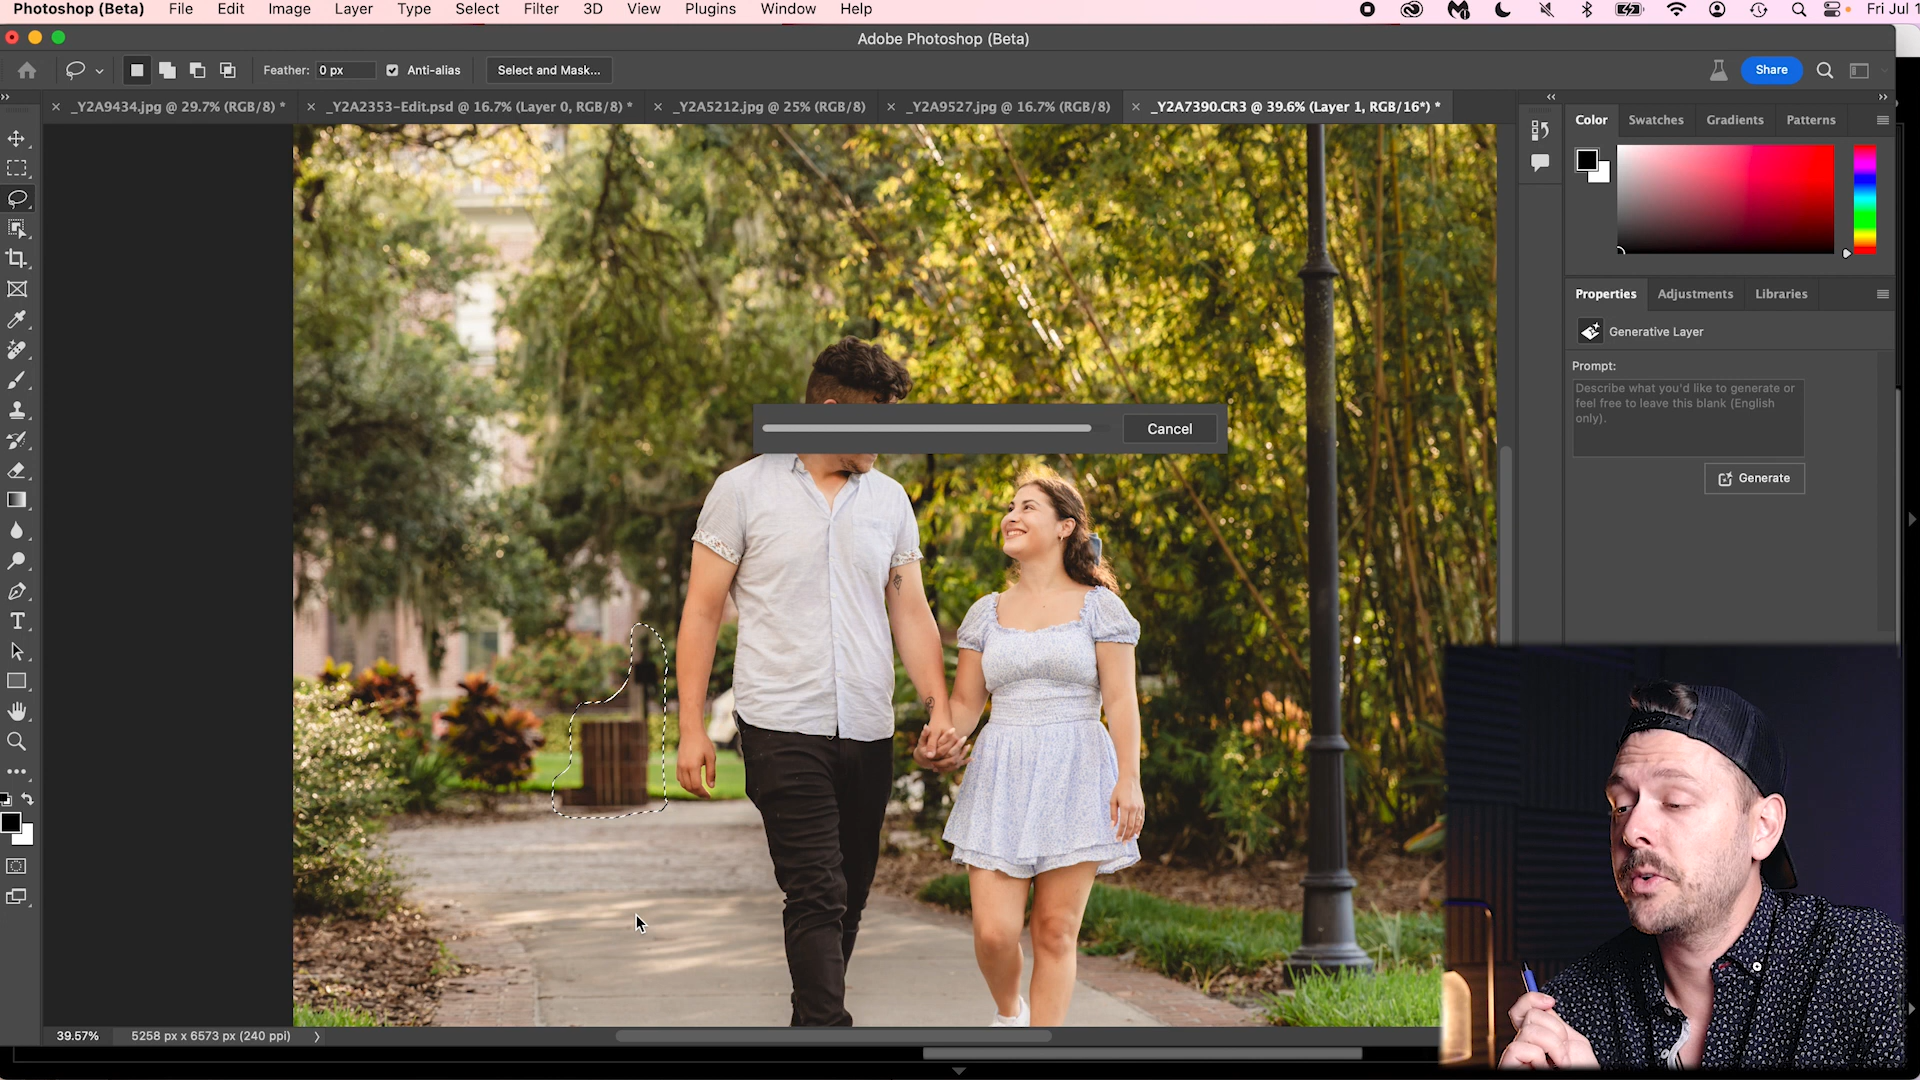 Photoshop (Beta) File Edit Image Layer Type Select Filter 3D View Plugins Window Help Fri Jul 1
Adobe Photoshop (Beta)
Feather: 0 px Anti-alias Select and Mask... Share
_Y2A9434.jpg @ 29.7% (RGB/8) * _Y2A2353-Edit.psd @ 16.7% (Layer 0, RGB/8) * _Y2A5212.jpg @ 25% (RGB/8) _Y2A9527.jpg @ 16.7% (RGB/8) _Y2A7390.CR3 @ 39.6% (Layer 1, RGB/16*) *
Color Swatches Gradients Patterns
Properties Adjustments Libraries
Generative Layer
Prompt:
Describe what you'd like to generate or
feel free to leave this blank (English
only).
Cancel
Generate
39.57% 5258 px x 6573 px (240 ppi)